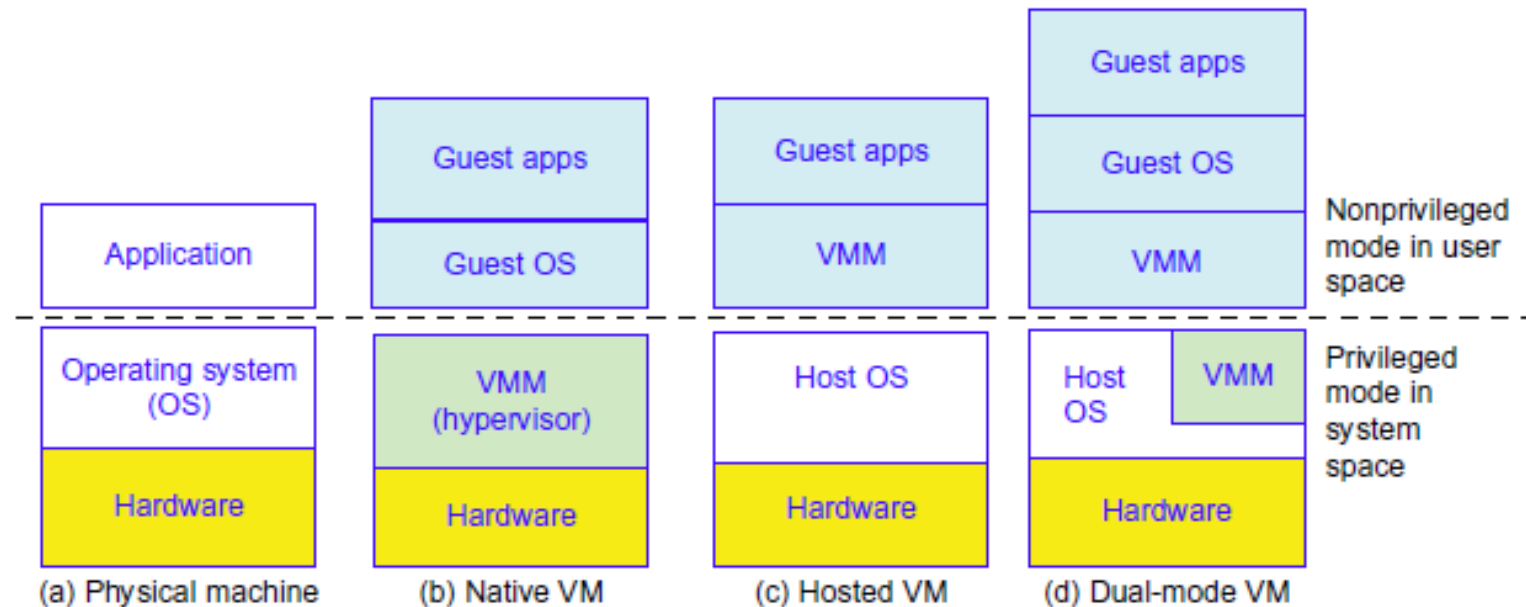 Application
Operating system
(OS)
Hardware
(a) Physical machine
Guest apps
Guest OS
VMM
(hypervisor)
Hardware
(b) Native VM
Guest apps
VMM
Host OS
Hardware
(c) Hosted VM
Guest apps
Guest OS
VMM
Host
OS
VMM
Hardware
(d) Dual-mode VM
Nonprivileged
mode in user
space
Privileged
mode in
system
space